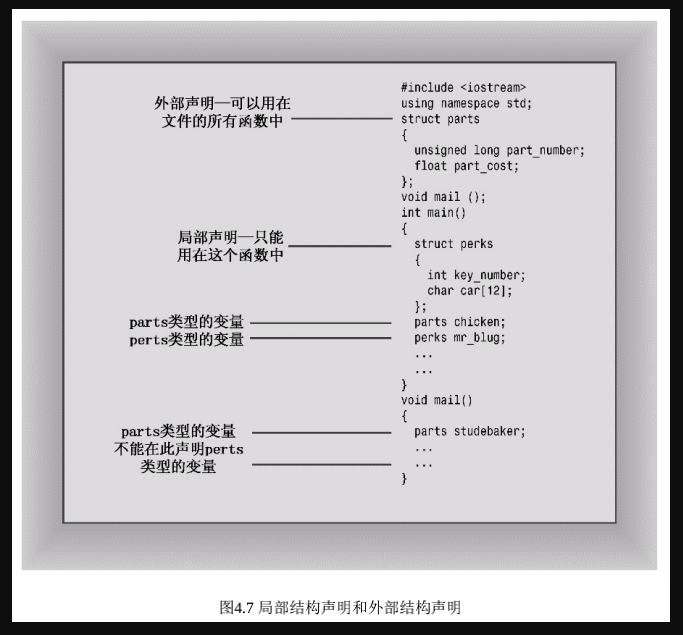 外部声明—可以用在
文件的所有函数中
#include <iostream>
using namespace std;
struct parts
{
unsigned long part_number;
float part_cost;
};
void mail ();
int main()
{
局部声明—只能
用在这个函数中
struct perks
{
int key_number;
char car[12];
};
parts类型的变量
parts chicken;
perts类型的变量
perks mr_blug;
...
...
}
void mail()
{
parts类型的变量
parts studebaker;
不能在此声明perts
类型的变量
...
...
}
图4.7 局部结构声明和外部结构声明